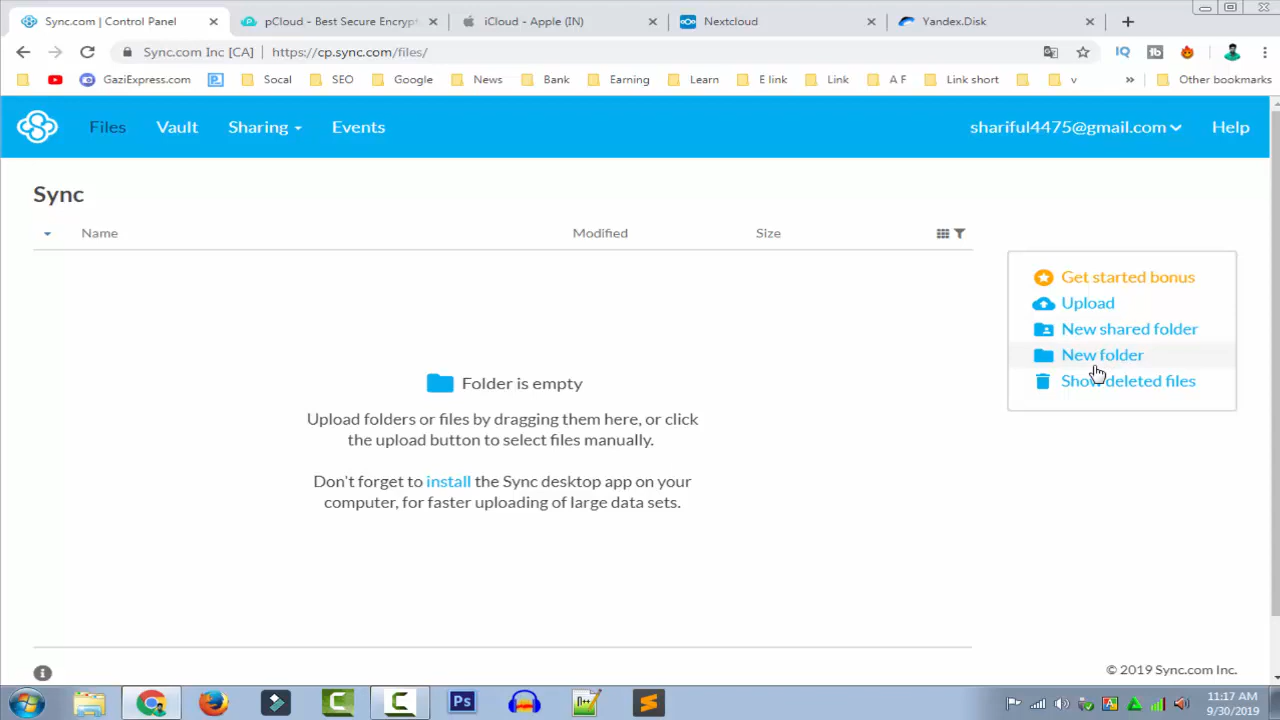 Sync.com | Control Panel
pCloud - Best Secure Encrypt
iCloud - Apple (IN)
Nextcloud
Yandex.Disk
Sync.com Inc [CA] | https://cp.sync.com/files/
GaziExpress.com
Socal
SEO
Google
News
Bank
Earning
Learn
E link
Link
A F
Link short
v
Other bookmarks
Files
Vault
Sharing
Events
shariful4475@gmail.com
Help
Sync
Name
Modified
Size
Get started bonus
Upload
New shared folder
New folder
Show deleted files
Folder is empty
Upload folders or files by dragging them here, or click
the upload button to select files manually.
Don't forget to install the Sync desktop app on your
computer, for faster uploading of large data sets.
© 2019 Sync.com Inc.
Ps
11:17 AM
9/30/2019